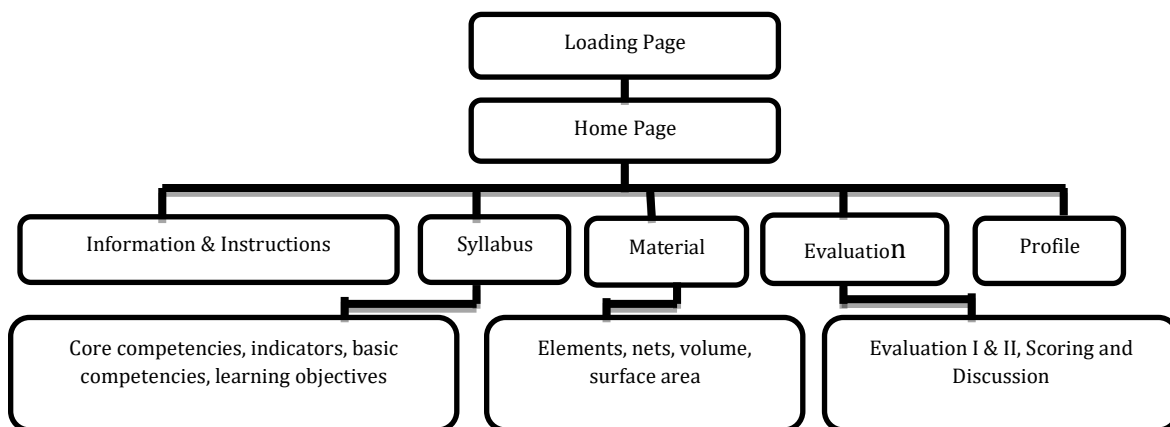 Loading Page
Home Page
Information & Instructions
Syllabus
Material
Evaluation
Profile
Core competencies, indicators, basic
competencies, learning objectives
Elements, nets, volume,
surface area
Evaluation I & II, Scoring and
Discussion